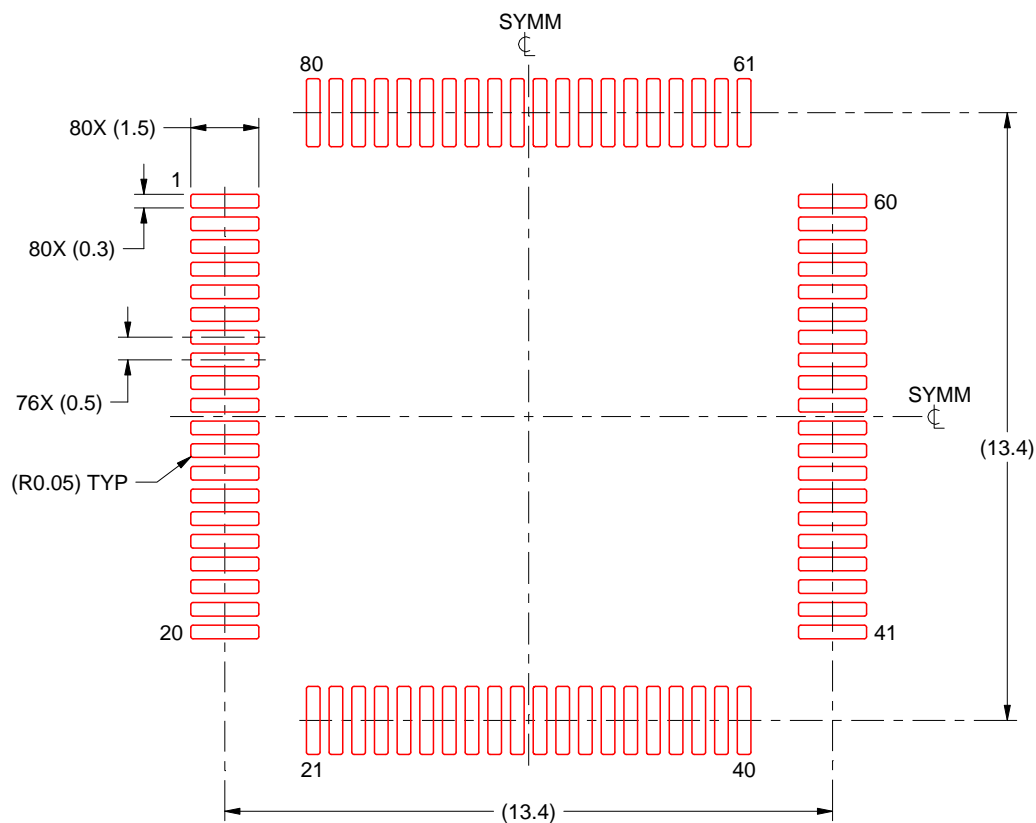 SYMM
80
61
80X (1.5)
1
60
80X (0.3)
76X (0.5)
SYMM
(13.4)
(R0.05) TYP
20
41
21
40
(13.4)